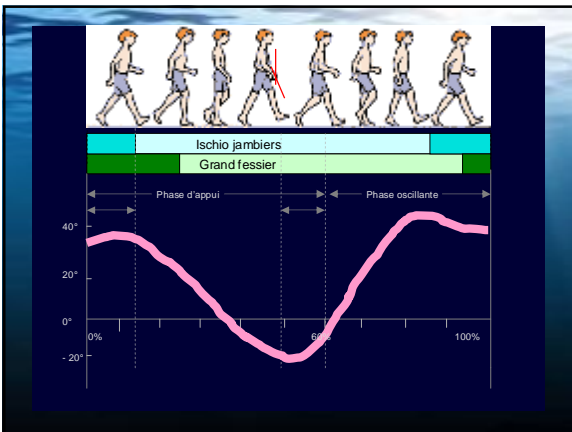 Ischio jambiers
Grand fessier
Phase d'appui
Phase oscillante
40°
20°
0°
0%
60%
100%
- 20°